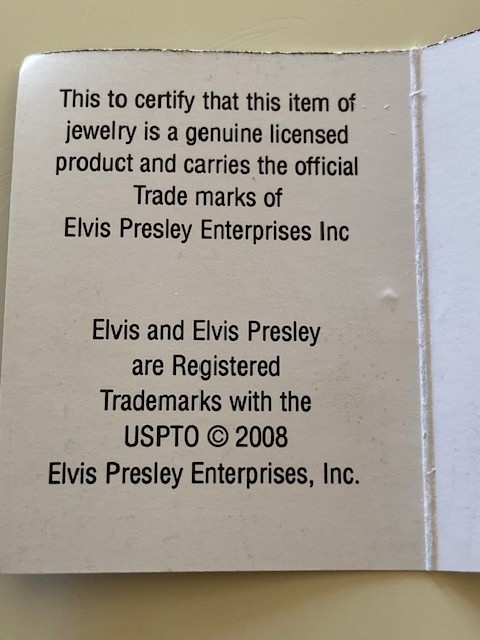 This to certify that this item of
jewelry is a genuine licensed
product and carries the official
Trade marks of
Elvis Presley Enterprises Inc
Elvis and Elvis Presley
are Registered
Trademarks with the
USPTO © 2008
Elvis Presley Enterprises, Inc.